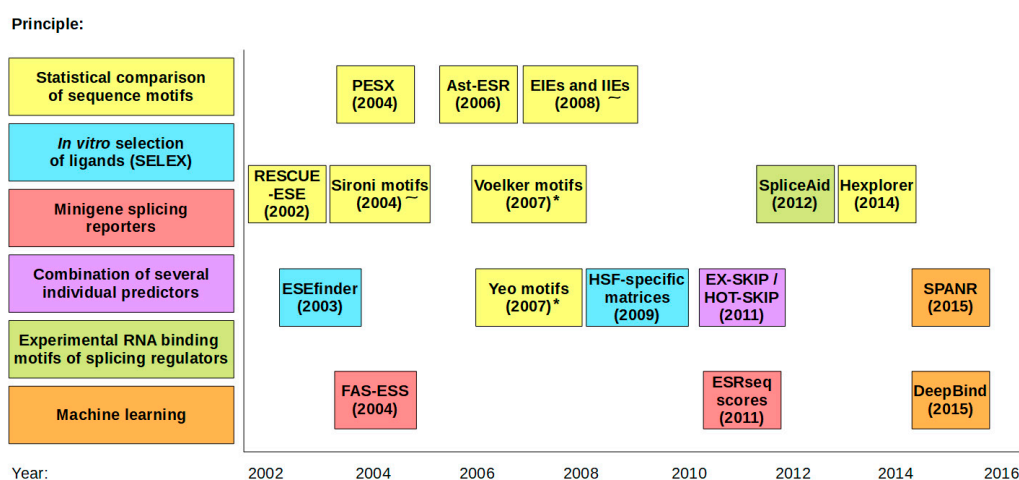 Principle:
Statistical comparison
of sequence motifs
In vitro selection
of ligands (SELEX)
Minigene splicing
reporters
Combination of several
individual predictors
Experimental RNA binding
motifs of splicing regulators
Machine learning
PESX
(2004)
Ast-ESR
(2006)
EIEs and IIEs
(2008) ~
RESCUE
-ESE
(2002)
Sironi motifs
(2004) ~
Voelker motifs
(2007)*
SpliceAid
(2012)
Hexplorer
(2014)
ESEfinder
(2003)
Yeo motifs
(2007)*
HSF-specific
matrices
(2009)
EX-SKIP /
HOT-SKIP
(2011)
SPANR
(2015)
FAS-ESS
(2004)
ESRseq
scores
(2011)
DeepBind
(2015)
Year: 2002 2004 2006 2008 2010 2012 2014 2016